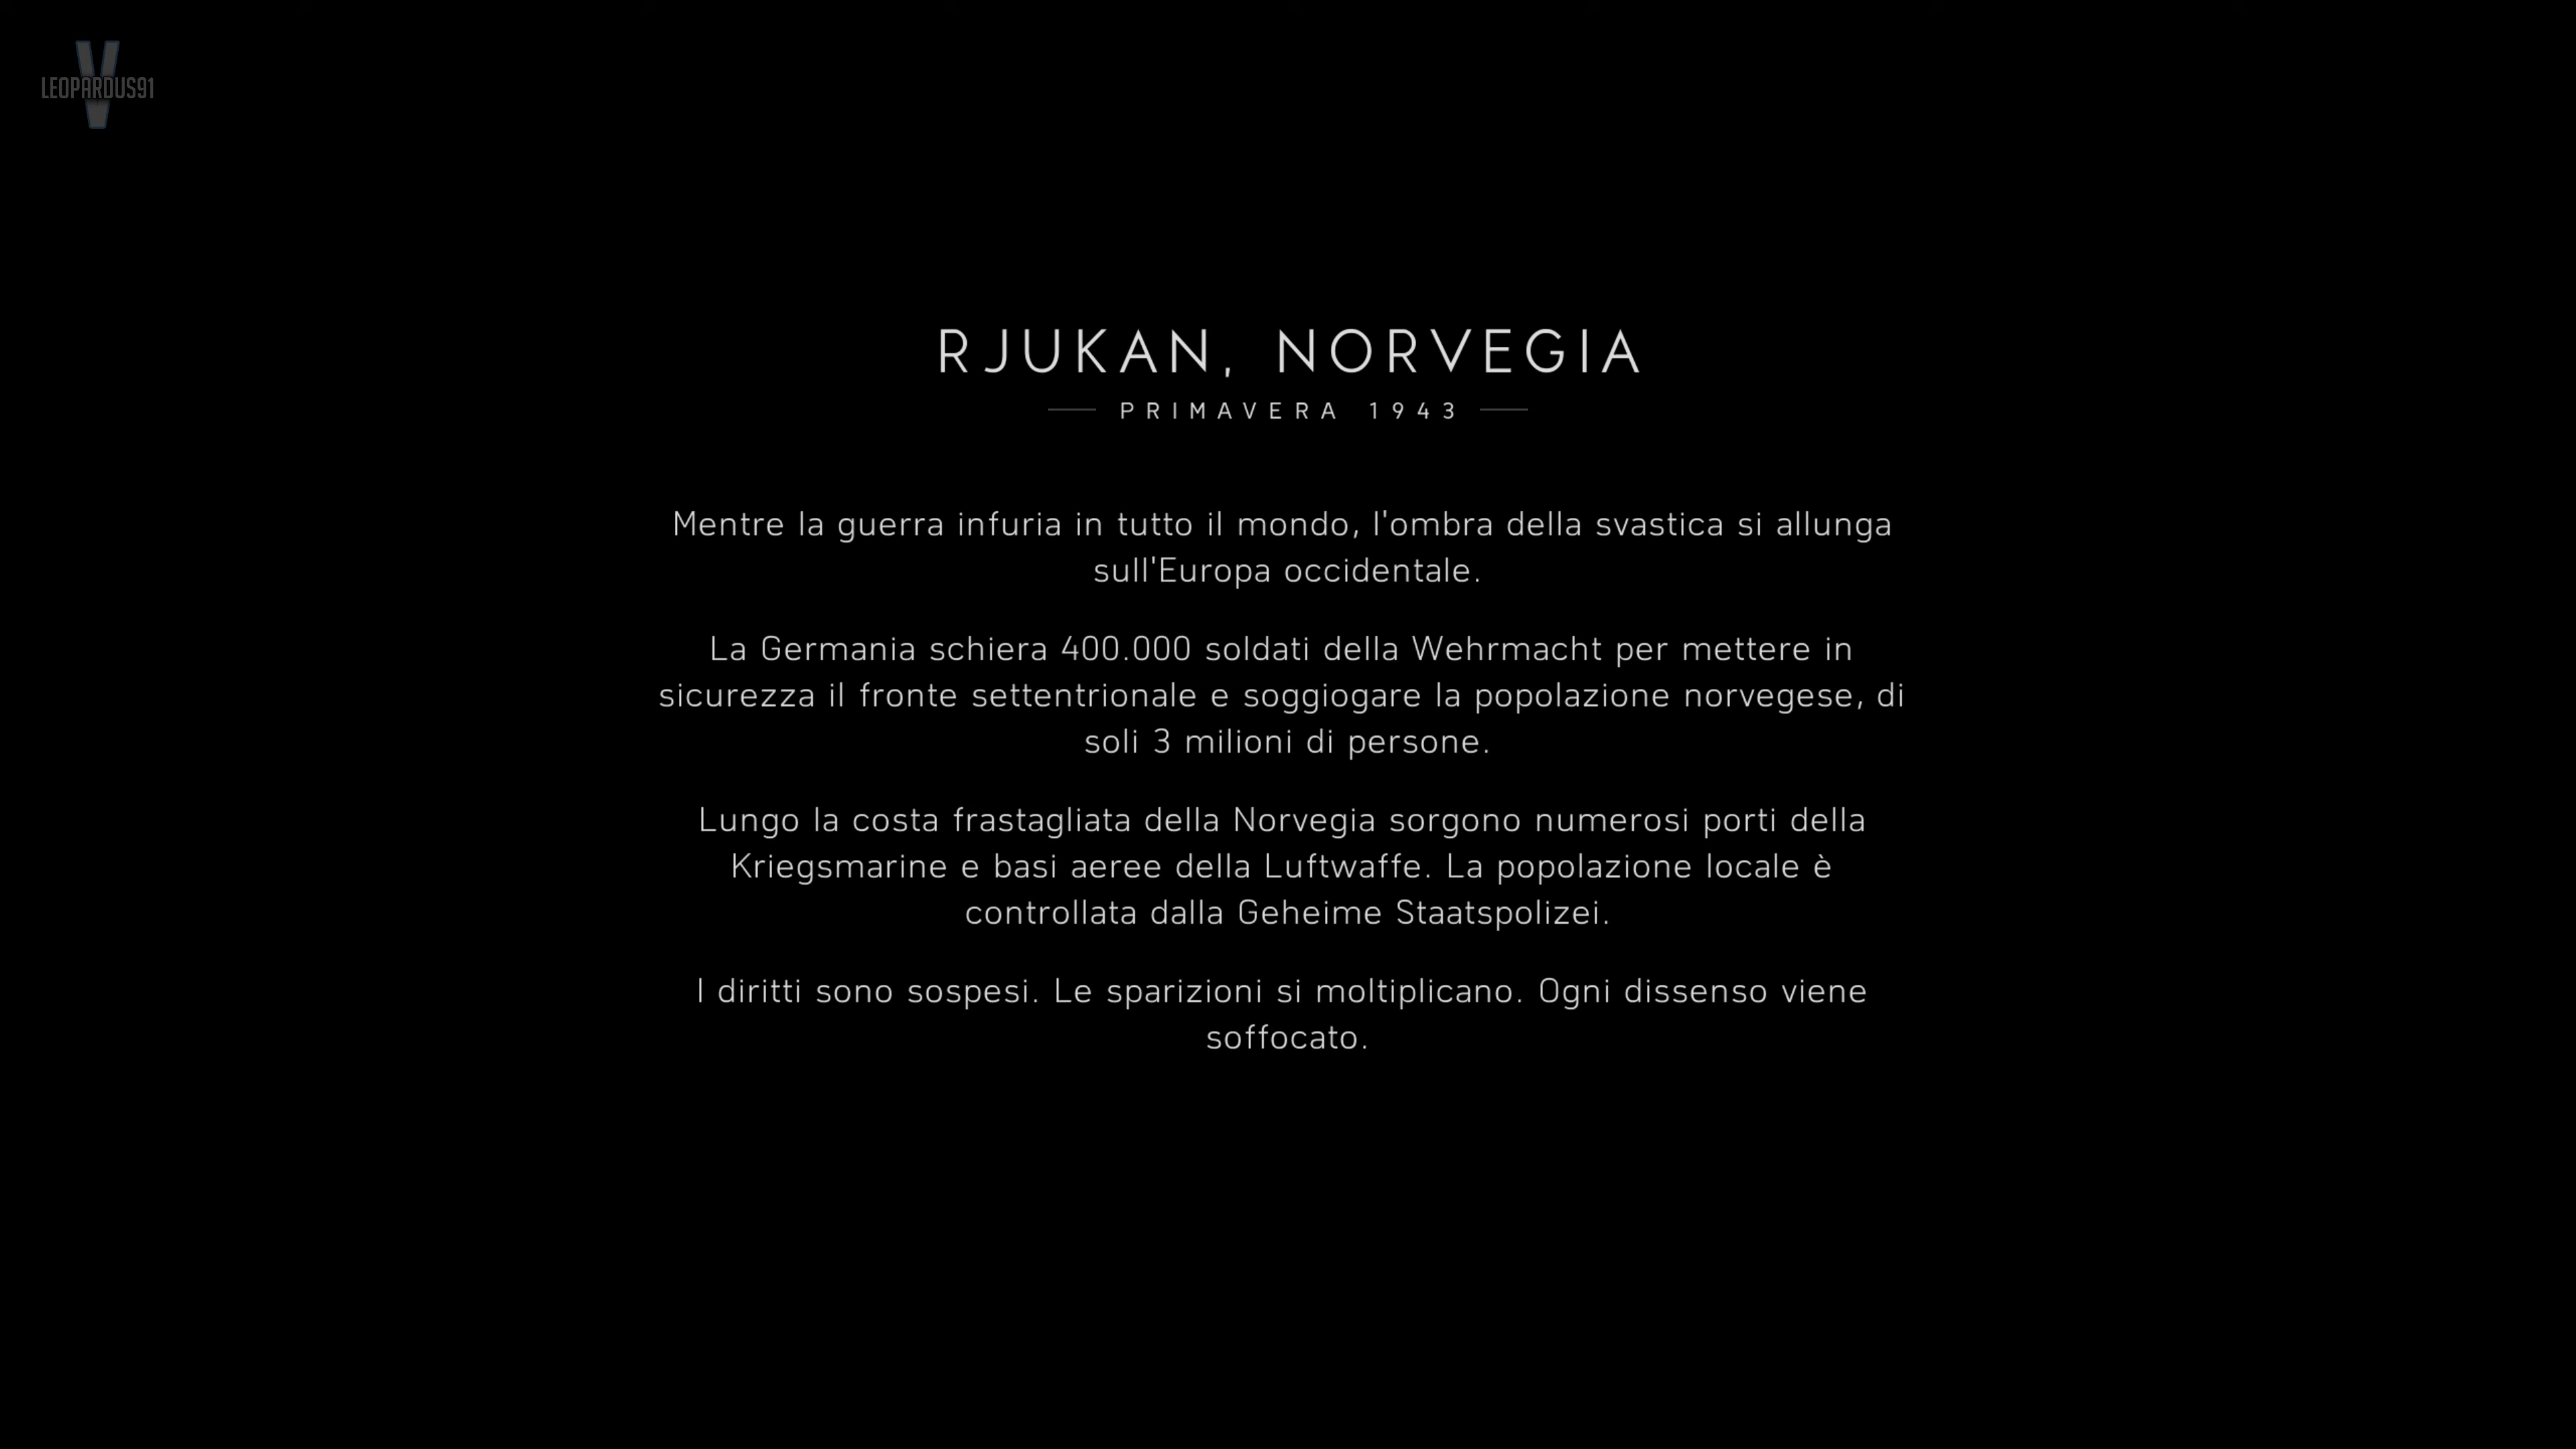 LEOPARDUS91
RJUKAN, NORVEGIA
PRIMAVERA 1943
Mentre la guerra infuria in tutto il mondo, l'ombra della svastica si allunga
sull'Europa occidentale.
La Germania schiera 400.000 soldati della Wehrmacht per mettere in
sicurezza il fronte settentrionale e soggiogare la popolazione norvegese, di
soli 3 milioni di persone.
Lungo la costa frastagliata della Norvegia sorgono numerosi porti della
Kriegsmarine e basi aeree della Luftwaffe. La popolazione locale è
controllata dalla Geheime Staatspolizei.
I diritti sono sospesi. Le sparizioni si moltiplicano. Ogni dissenso viene
soffocato.